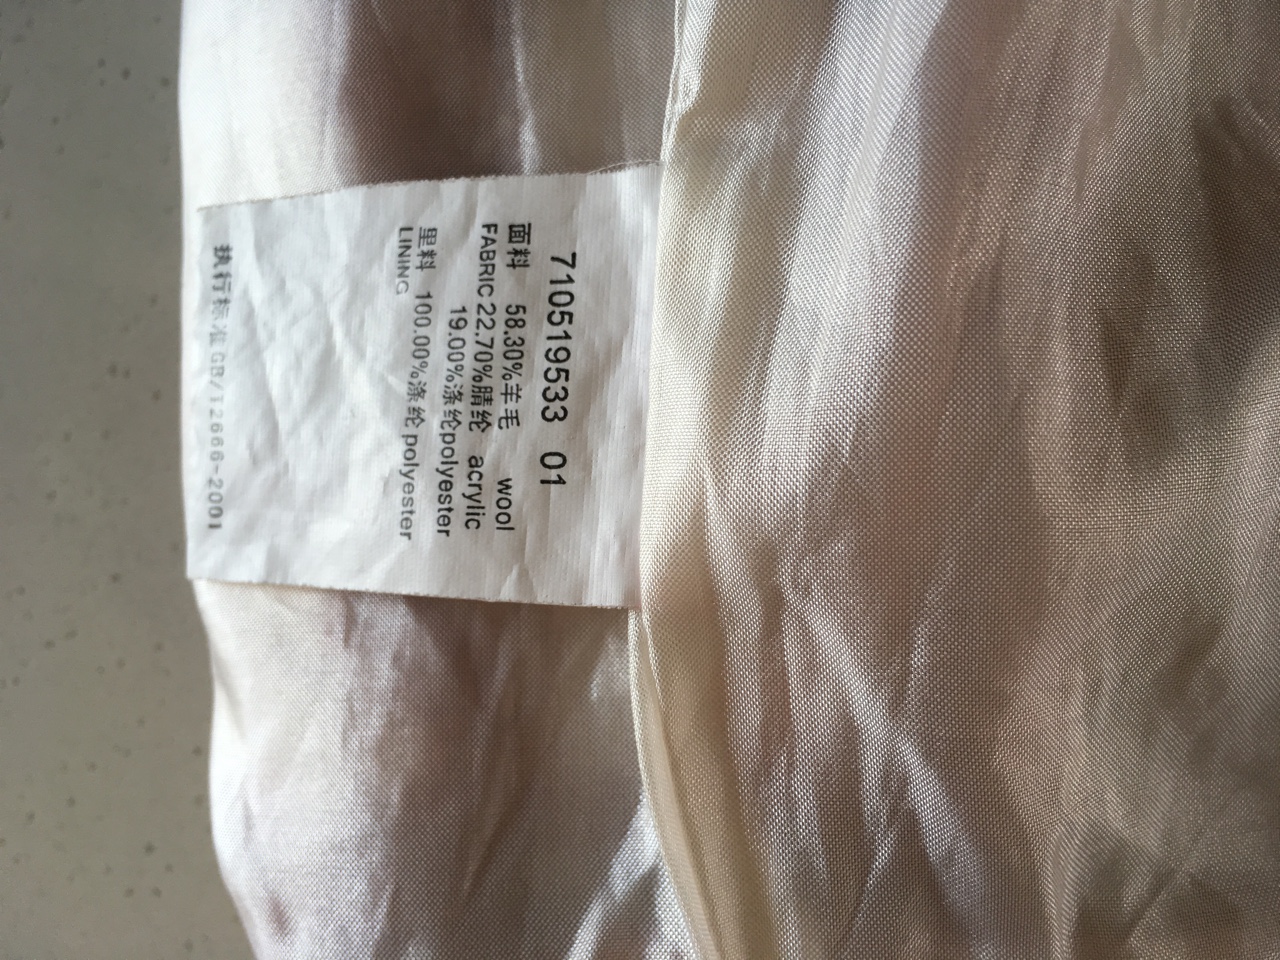 710519533 01
面料 58.30%羊毛 wool
FABRIC 22.70%腈纶 acrylic
19.00%涤纶polyester
里料 100.00%涤纶 polyester
LINING
执行标准 GB/T2666-2001